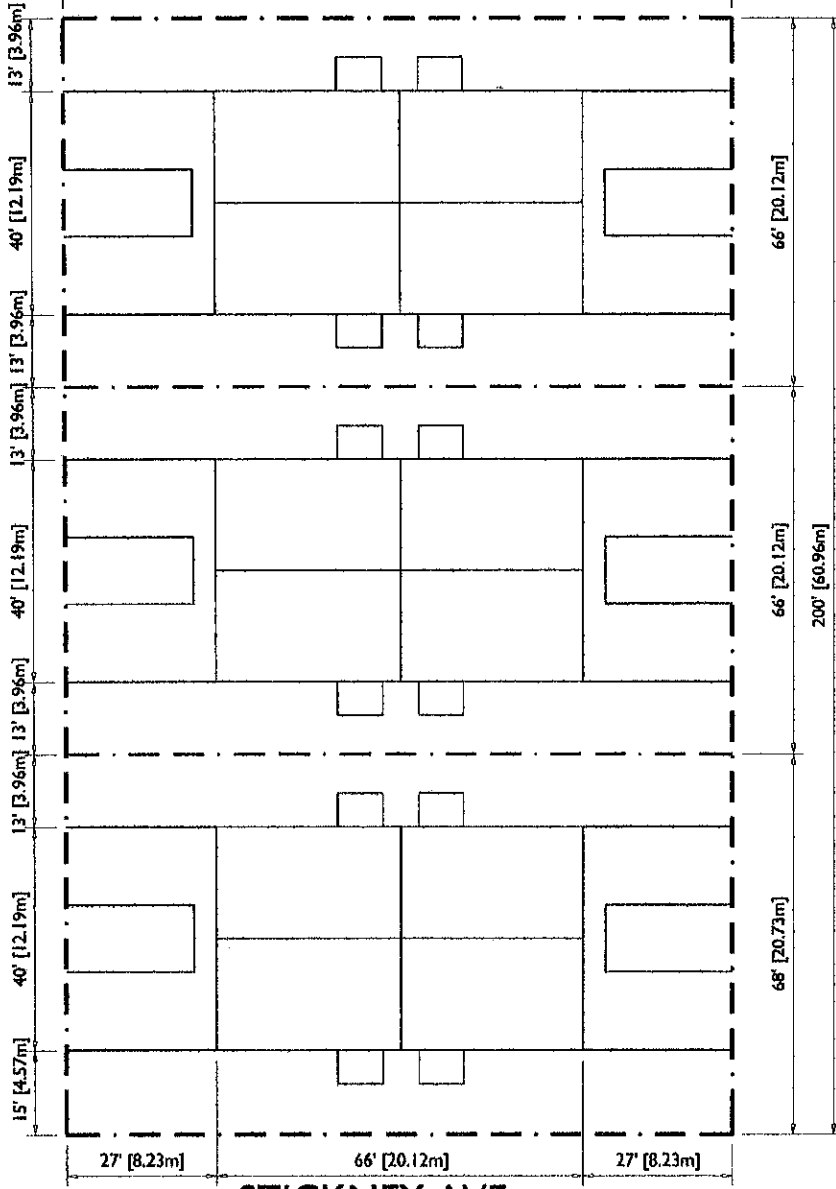 13' [3.96m]
40' [12.19m]
13' [3.96m]
13' [3.96m]
40' [12.19m]
13' [3.96m]
13' [3.96m]
40' [12.19m]
15' [4.57m]
66' [20.12m]
66' [20.12m]
68' [20.73m]
200' [60.96m]
27' [8.23m]
66' [20.12m]
27' [8.23m]